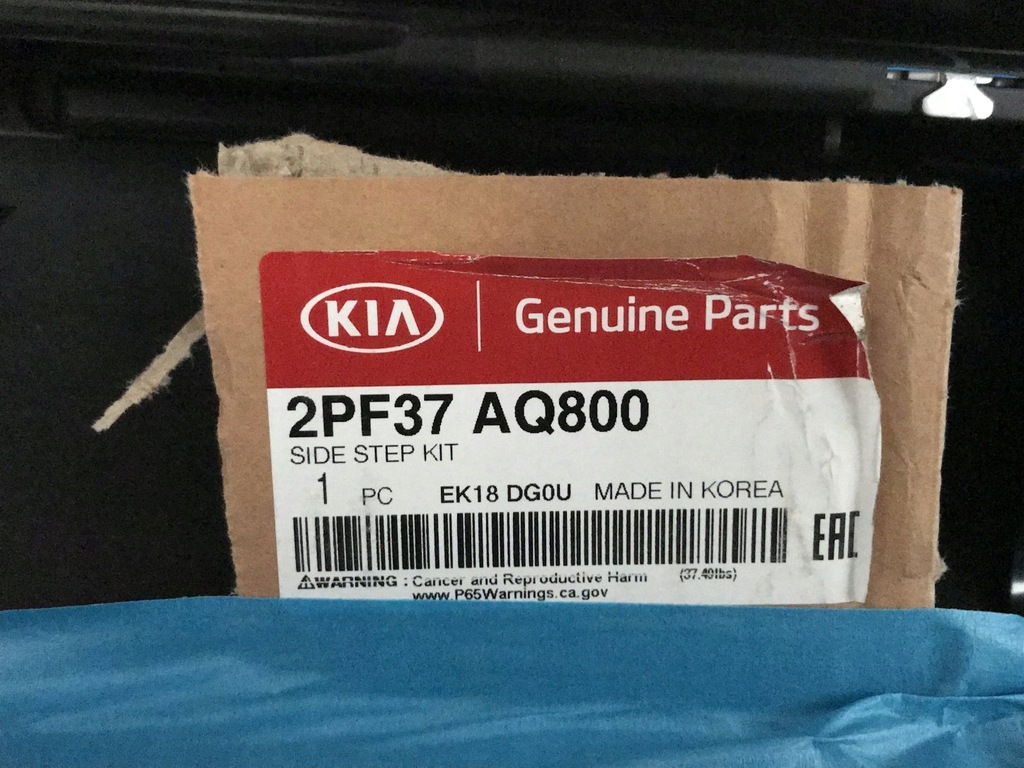 KIA Genuine Parts
2PF37 AQ800
SIDE STEP KIT
1 PC EK18 DG0U MADE IN KOREA
EAC
⚠WARNING : Cancer and Reproductive Harm (37.49lbs)
www.P65Warnings.ca.gov